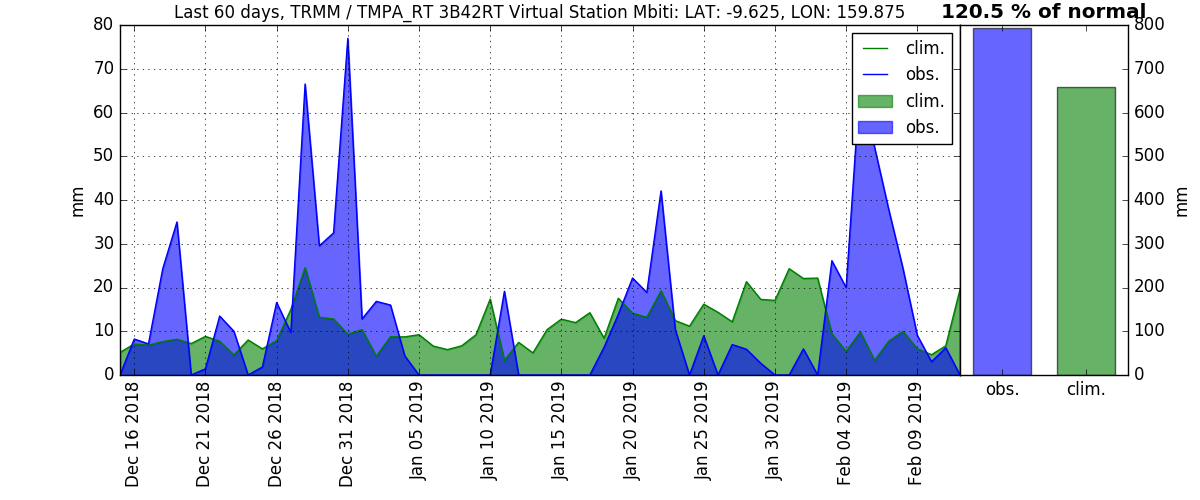 Last 60 days, TRMM / TMPA_RT 3B42RT Virtual Station Mbiti: LAT: -9.625, LON: 159.875
120.5 % of normal
80
70
60
50
40
30
20
10
0
mm
clim.
obs.
clim.
obs.
800
700
600
500
400
300
200
100
0
mm
Dec 16 2018
Dec 21 2018
Dec 26 2018
Dec 31 2018
Jan 05 2019
Jan 10 2019
Jan 15 2019
Jan 20 2019
Jan 25 2019
Jan 30 2019
Feb 04 2019
Feb 09 2019
obs.
clim.